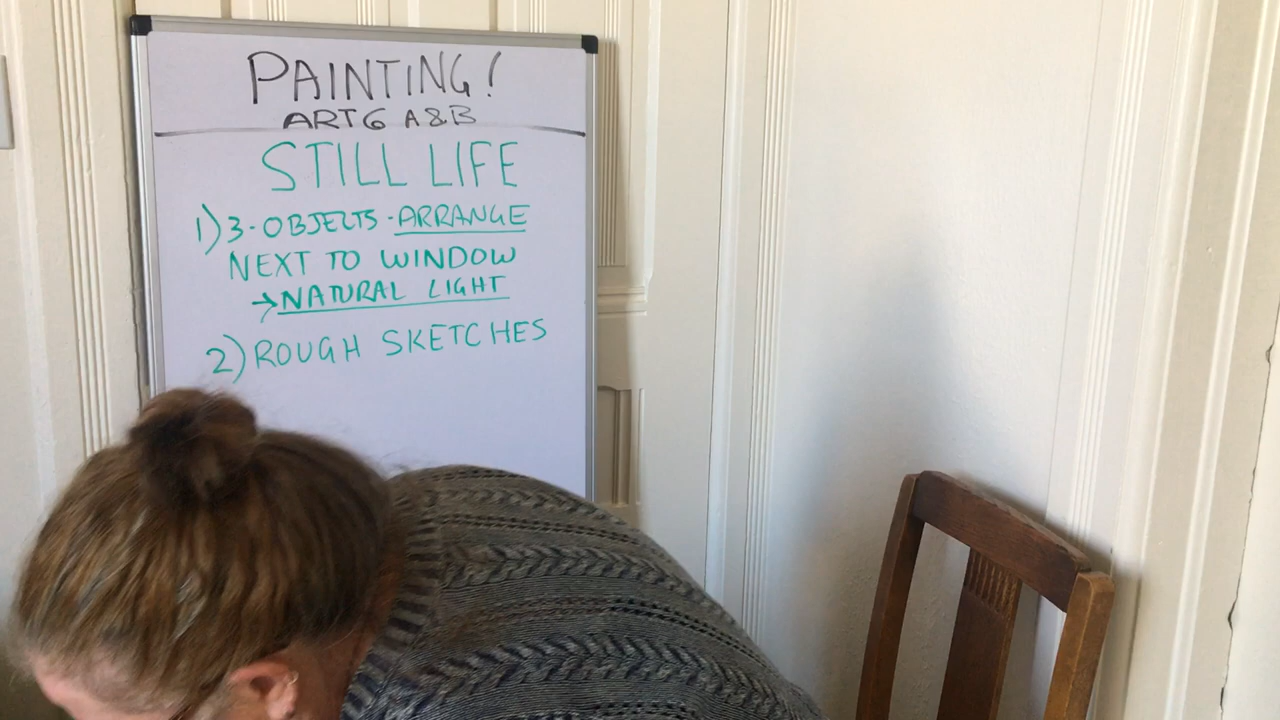 PAINTING!
ART6 A&B
STILL LIFE
1) 3-OBJECTS-ARRANGE
NEXT TO WINDOW
→NATURAL LIGHT
2) ROUGH SKETCHES